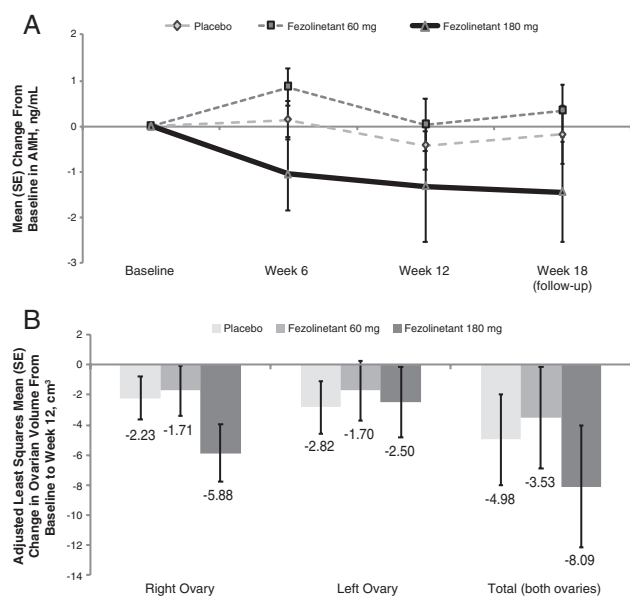 A
Placebo Fezolinetant 60 mg Fezolinetant 180 mg
Mean (SE) Change From
Baseline in AMH, ng/mL
2
1
0
-1
-2
-3
Baseline Week 6 Week 12 Week 18
(follow-up)
B
Placebo Fezolinetant 60 mg Fezolinetant 180 mg
Adjusted Least Squares Mean (SE)
Change in Ovarian Volume From
Baseline to Week 12, cm³
2
0
-2
-4
-6
-8
-10
-12
-14
-2.23 -1.71 -5.88
-2.82 -1.70 -2.50
-4.98 -3.53 -8.09
Right Ovary Left Ovary Total (both ovaries)